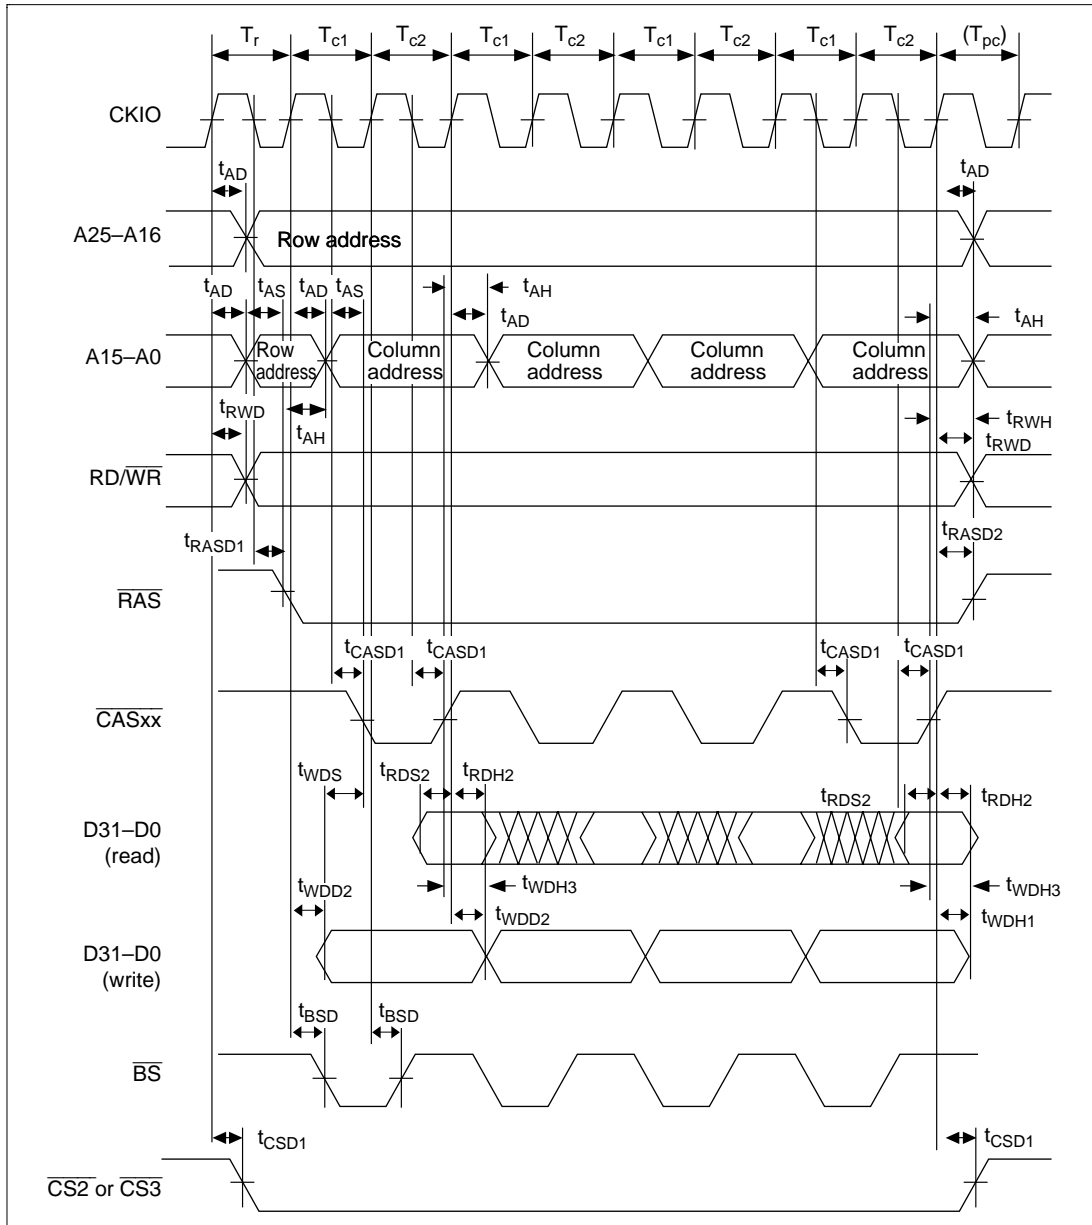 Tr Tc1 Tc2 Tc1 Tc2 Tc1 Tc2 Tc1 Tc2 (Tpc)
CKIO
tAD tAD
A25–A16 Row address
tAD tAS tAD tAS tAH
tAD tAH
A15–A0 Row address Column address Column address Column address Column address
tRWD tAH tRWH
tRWD
RD/WR
tRASD1 tRASD2
RAS
tCASD1 tCASD1 tCASD1 tCASD1
CASxx
tWDS tRDS2 tRDH2 tRDS2 tRDH2
D31–D0
(read)
tWDH3 tWDH3
tWDD2 tWDD2 tWDH1
D31–D0
(write)
tBSD tBSD
BS
tCSD1 tCSD1
CS2 or CS3